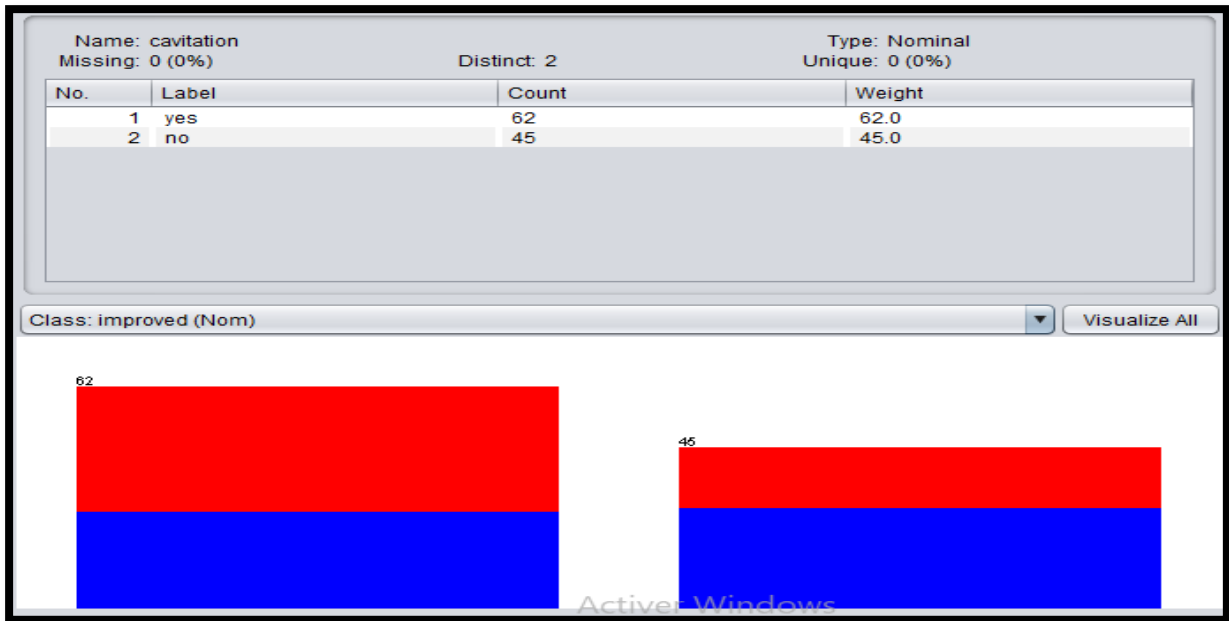 Name: cavitation Type: Nominal
Missing: 0 (0%) Distinct: 2 Unique: 0 (0%)
No. Label Count Weight
1 yes 62 62.0
2 no 45 45.0
Class: improved (Nom) Visualize All
62
45
Activer Windows